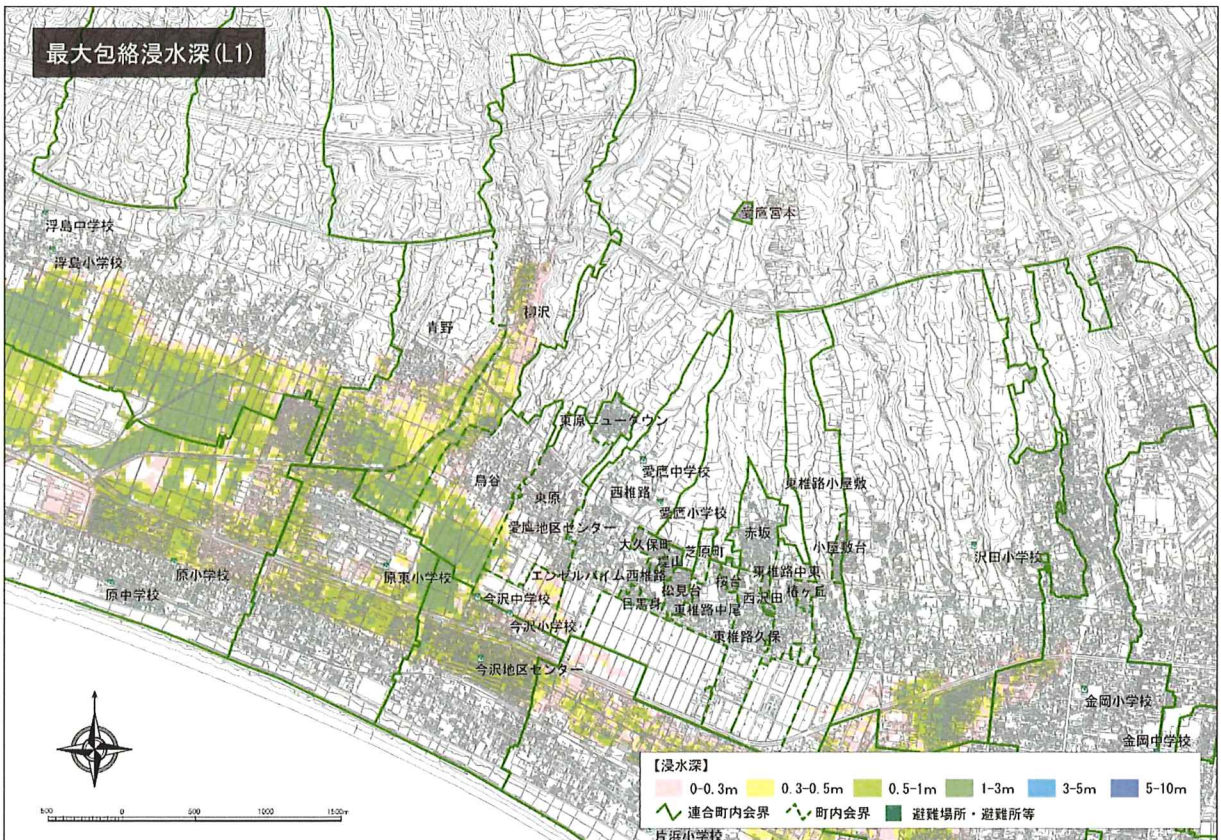 最大包絡浸水深(L1)
愛鷹宮本
浮島中学校
浮島小学校
柳沢
青野
東原ニュータウン
愛鷹中学校
鳥谷
東原
西椎路
東椎路小屋敷
愛鷹小学校
愛鷹地区センター
赤坂
大久保町
芝原町
小屋敷台
沢田小学校
原小学校
原東小学校
エンゼルハイム西椎路
桜台
東椎路中東
原中学校
今沢中学校
松見台
西沢田
椿ヶ丘
目黒身
東椎路中尾
今沢小学校
東椎路久保
今沢地区センター
金岡小学校
金岡中学校
【浸水深】
0-0.3m 0.3-0.5m 0.5-1m 1-3m 3-5m 5-10m
連合町内会界 町内会界 避難場所・避難所等
500 0 500 1000 1500m
片浜小学校